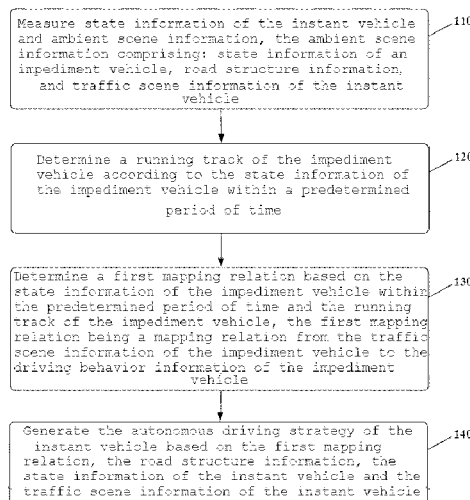 Measure state information of the instant vehicle
and ambient scene information, the ambient scene
information comprising: state information of an
impediment vehicle, road structure information,
and traffic scene information of the instant
vehicle
110
Determine a running track of the impediment
vehicle according to the state information of
the impediment vehicle within a predetermined
period of time
120
Determine a first mapping relation based on the
state information of the impediment vehicle within
the predetermined period of time and the running
track of the impediment vehicle, the first mapping
relation being a mapping relation from the traffic
scene information of the impediment vehicle to the
driving behavior information of the impediment
vehicle
130
Generate the autonomous driving strategy of the
instant vehicle based on the first mapping
relation, the road structure information, the
state information of the instant vehicle and the
traffic scene information of the instant vehicle
140